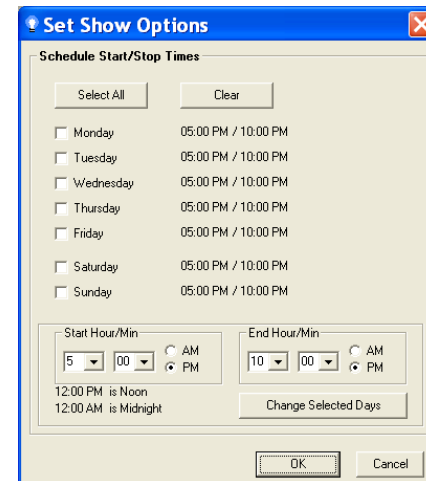 Set Show Options
Schedule Start/Stop Times
Select All Clear
Monday 05:00 PM / 10:00 PM
Tuesday 05:00 PM / 10:00 PM
Wednesday 05:00 PM / 10:00 PM
Thursday 05:00 PM / 10:00 PM
Friday 05:00 PM / 10:00 PM
Saturday 05:00 PM / 10:00 PM
Sunday 05:00 PM / 10:00 PM
Start Hour/Min End Hour/Min
5 00 AM PM 10 00 AM PM
12:00 PM is Noon
12:00 AM is Midnight
Change Selected Days
OK Cancel